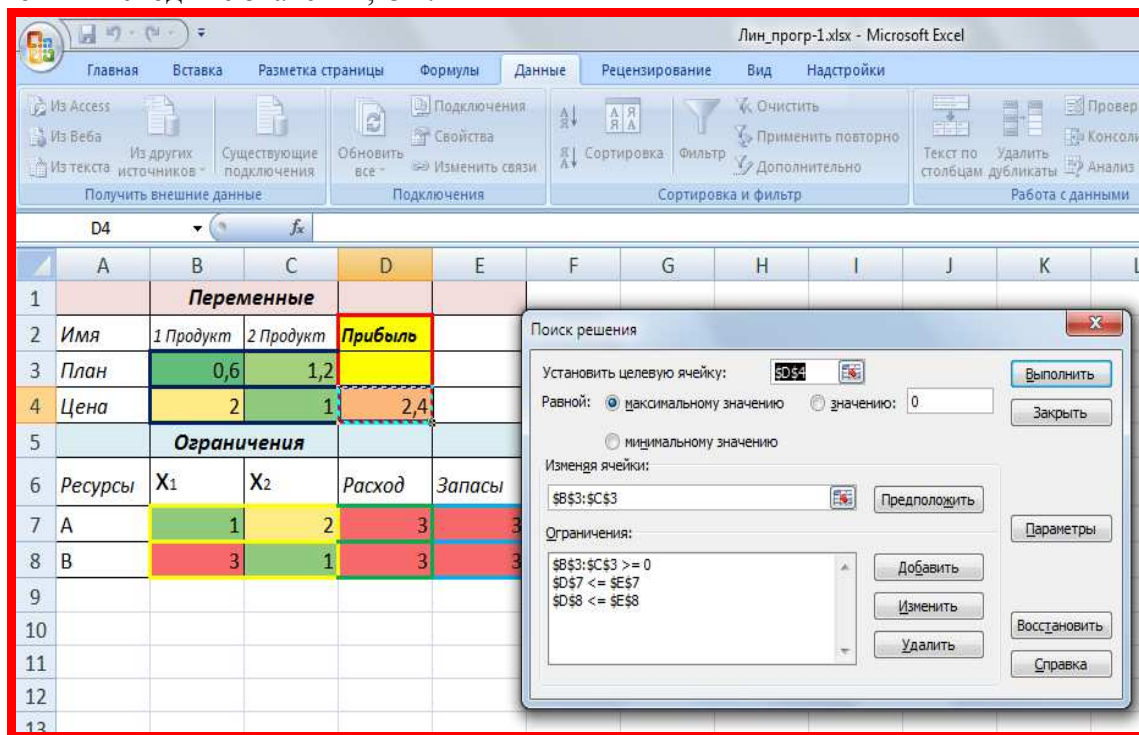 Лин_прогр-1.xlsx - Microsoft Excel
Главная Вставка Разметка страницы Формулы Данные Рецензирование Вид Надстройки
Из Access
Из Веба
Из текста
Из других источников
Существующие подключения
Получить внешние данные
Обновить все
Подключения
Свойства
Изменить связи
Подключения
Сортировка
Фильтр
Очистить
Применить повторно
Дополнительно
Сортировка и фильтр
Текст по столбцам
Удалить дубликаты
Провер
Консоли
Анализ
Работа с данными
D4 fx
A B C D E F G H I J K L
1 Переменные
2 Имя 1 Продукт 2 Продукт Прибыль
3 План 0,6 1,2
4 Цена 2 1 2,4
5 Ограничения
6 Ресурсы X1 X2 Расход Запасы
7 A 1 2 3 3
8 B 3 1 3 3
9
10
11
12
13
Поиск решения
Установить целевую ячейку: $D$4
Равной: максимальному значению значению: 0
минимальному значению
Изменяя ячейки:
$B$3:$C$3
Предположить
Ограничения:
$B$3:$C$3 >= 0
$D$7 <= $E$7
$D$8 <= $E$8
Добавить
Изменить
Удалить
Выполнить
Закрыть
Параметры
Восстановить
Справка